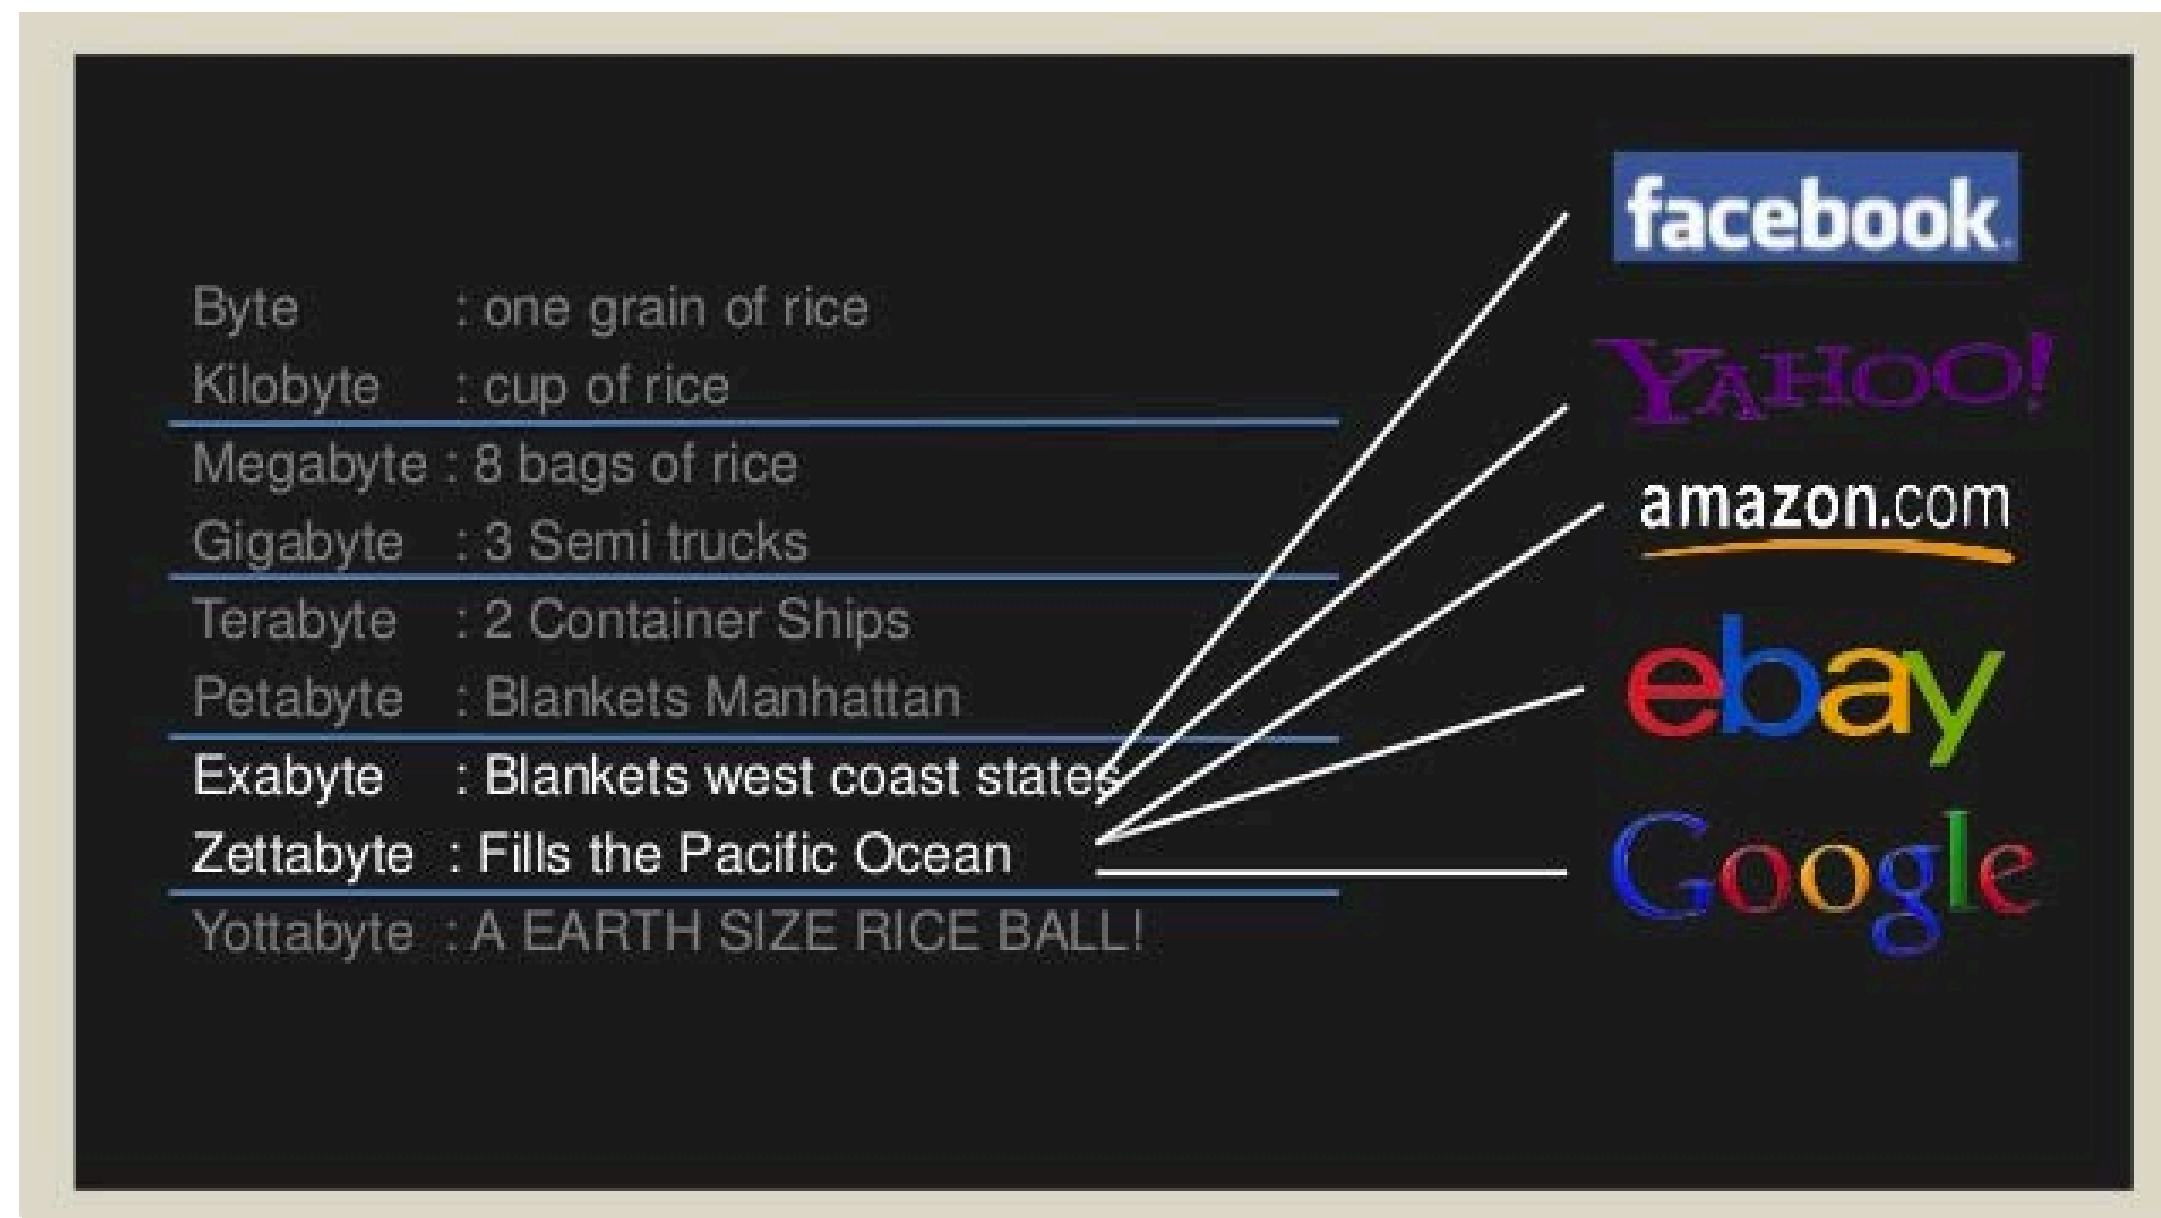 Byte : one grain of rice
Kilobyte : cup of rice
Megabyte : 8 bags of rice
Gigabyte : 3 Semi trucks
Terabyte : 2 Container Ships
Petabyte : Blankets Manhattan
Exabyte : Blankets west coast states
Zettabyte : Fills the Pacific Ocean
Yottabyte : A EARTH SIZE RICE BALL!
facebook
YAHOO!
amazon.com
ebay
Google